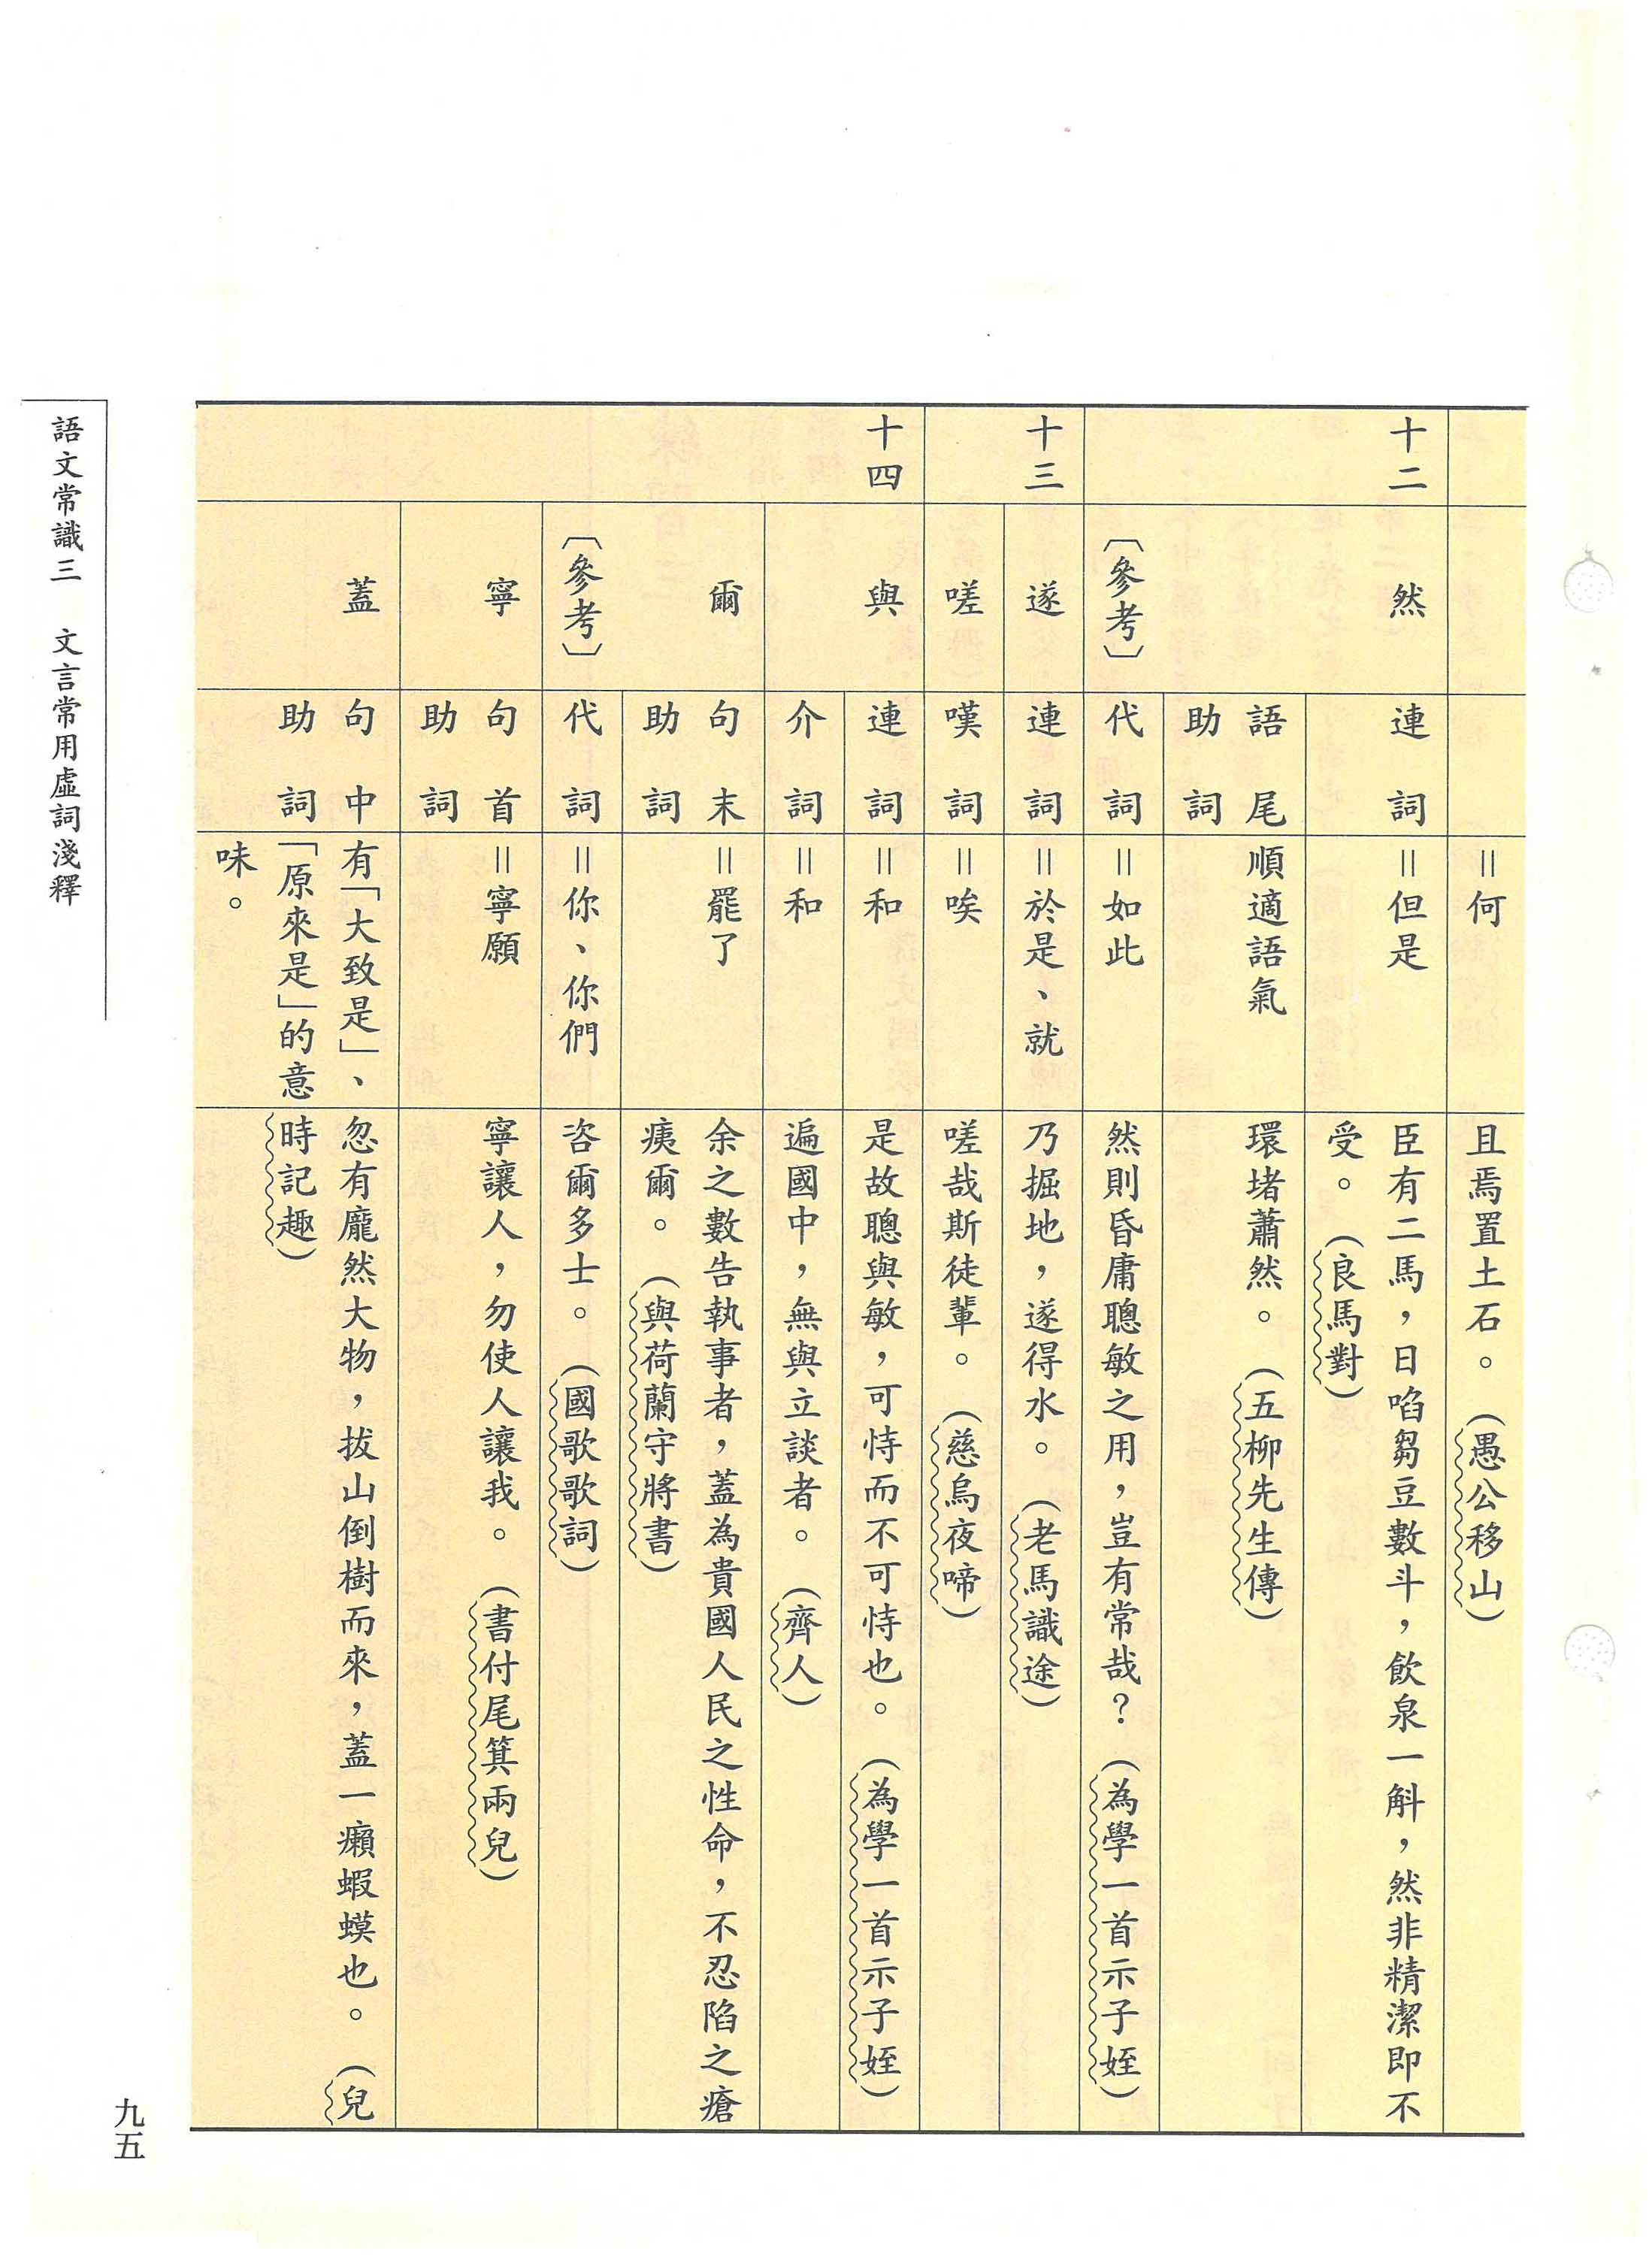 =何
且焉置土石。(愚公移山)
十二
然
連詞
=但是
臣有二馬,日啗芻豆數斗,飲泉一斛,然非精潔即不
受。(良馬對)
語尾
助詞
順適語氣
環堵蕭然。(五柳先生傳)
〔參考〕
代詞
=如此
然則昏庸聰敏之用,豈有常哉?(為學一首示子姪)
十三
遂
連詞
=於是、就
乃掘地,遂得水。(老馬識途)
嗟
嘆詞
=唉
嗟哉斯徒輩。(慈烏夜啼)
十四
與
連詞
=和
是故聰與敏,可恃而不可恃也。(為學一首示子姪)
介詞
=和
遍國中,無與立談者。(齊人)
爾
句末
助詞
=罷了
余之數告執事者,蓋為貴國人民之性命,不忍陷之瘡
痍爾。(與荷蘭守將書)
〔參考〕
代詞
=你、你們
咨爾多士。(國歌歌詞)
寧
句首
助詞
=寧願
寧讓人,勿使人讓我。(書付尾箕兩兒)
蓋
句中
助詞
有「大致是」、
「原來是」的意
味。
忽有龐然大物,拔山倒樹而來,蓋一癩蝦蟆也。(兒
時記趣)
語文常識三 文言常用虛詞淺釋
九五